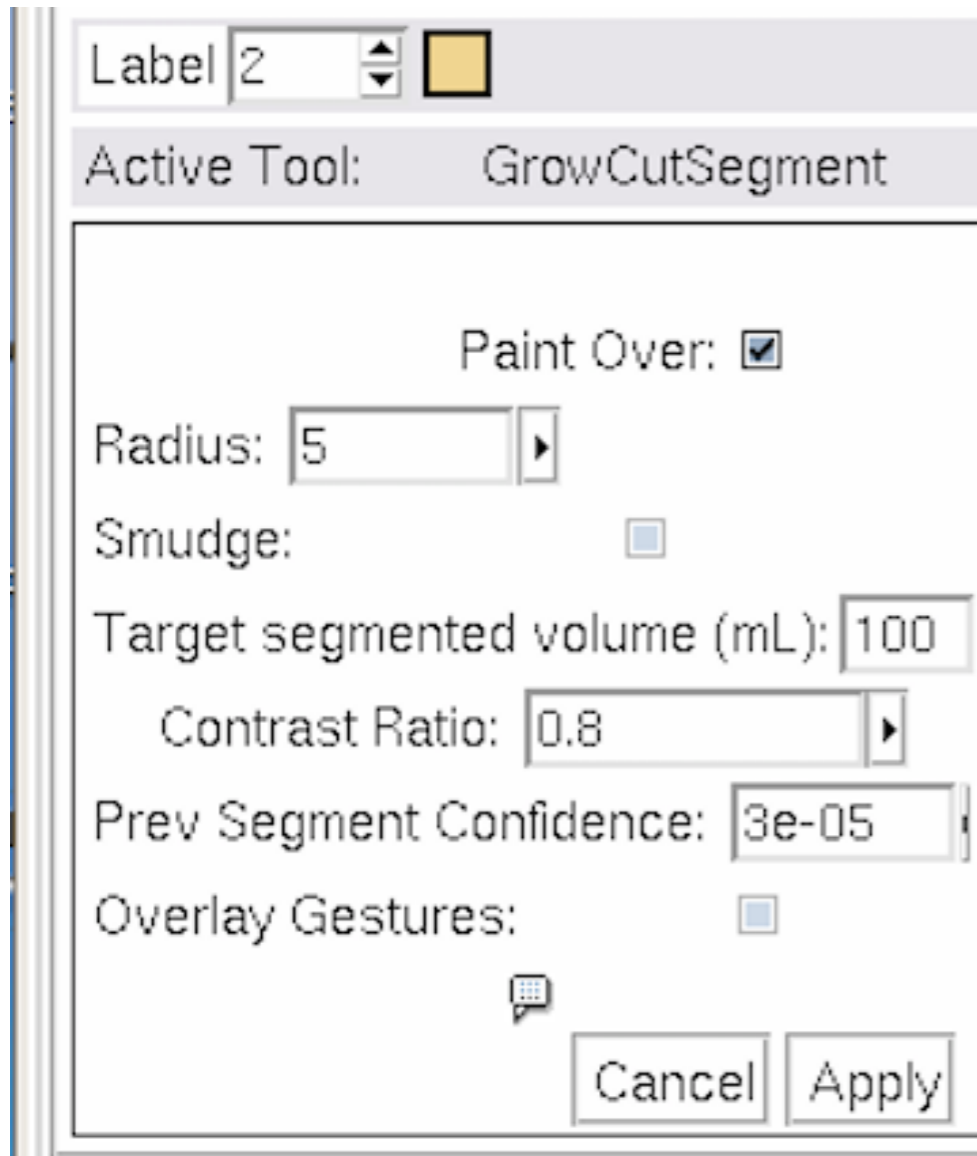 Label 2
Active Tool: GrowCutSegment
Paint Over:
Radius: 5
Smudge:
Target segmented volume (mL): 100
Contrast Ratio: 0.8
Prev Segment Confidence: 3e-05
Overlay Gestures:
Cancel Apply